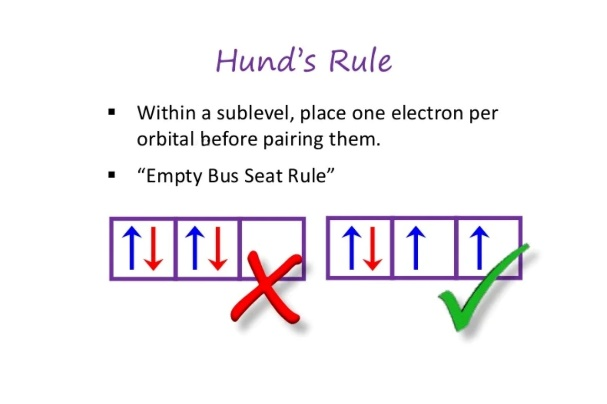 Hund's Rule
▪ Within a sublevel, place one electron per
orbital before pairing them.
▪ “Empty Bus Seat Rule”